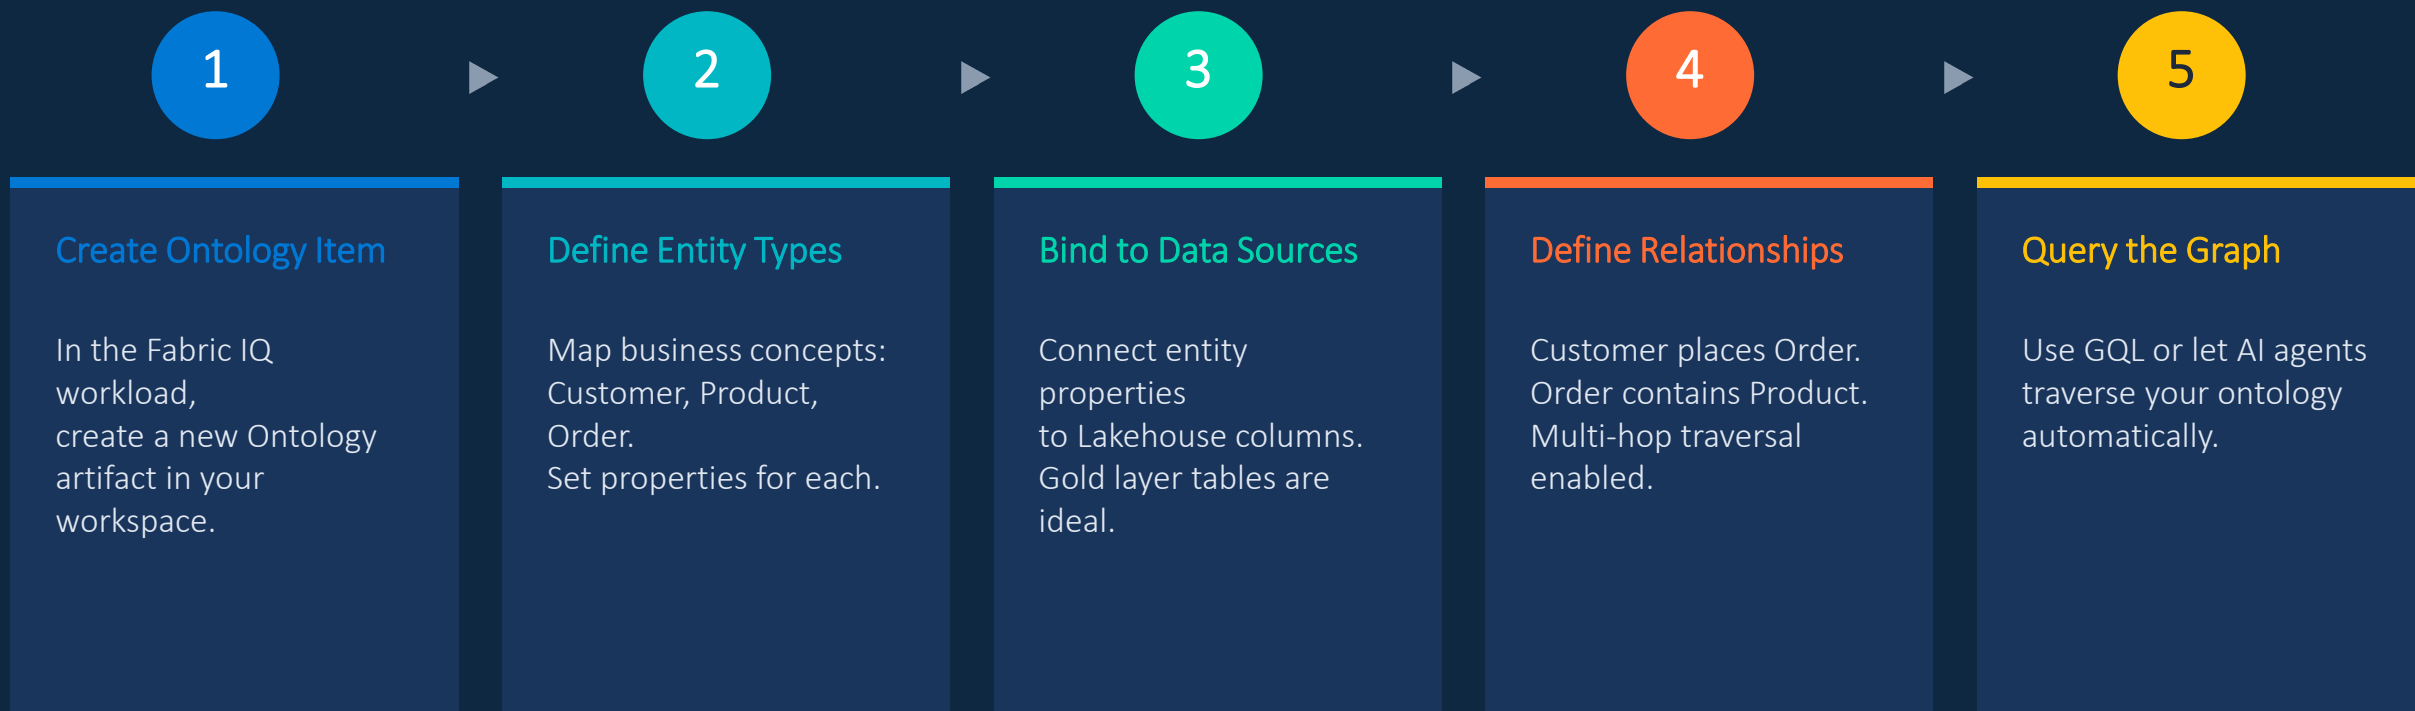 1
2
3
4
5
Create Ontology Item
In the Fabric IQ
workload,
create a new Ontology
artifact in your
workspace.
Define Entity Types
Map business concepts:
Customer, Product,
Order.
Set properties for each.
Bind to Data Sources
Connect entity
properties
to Lakehouse columns.
Gold layer tables are
ideal.
Define Relationships
Customer places Order.
Order contains Product.
Multi-hop traversal
enabled.
Query the Graph
Use GQL or let AI agents
traverse your ontology
automatically.